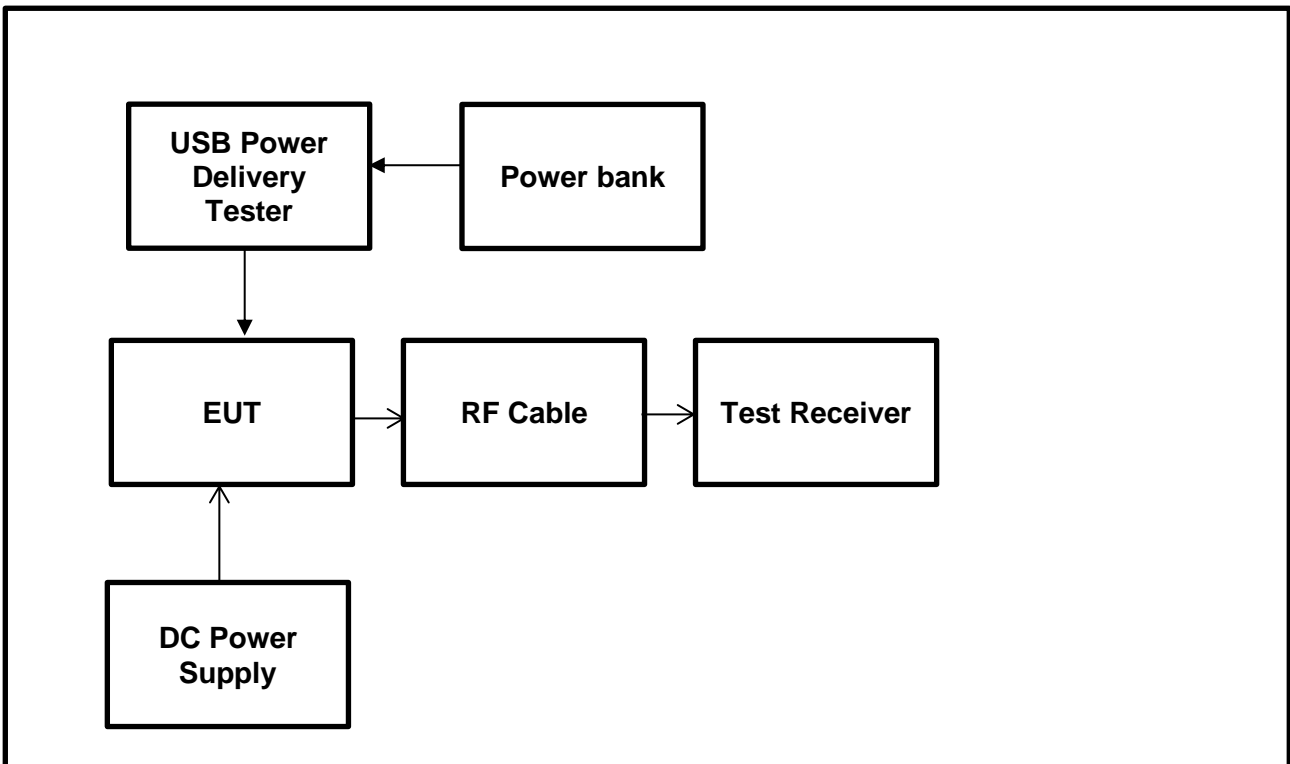 USB Power
Delivery
Tester
Power bank
EUT
RF Cable
Test Receiver
DC Power
Supply